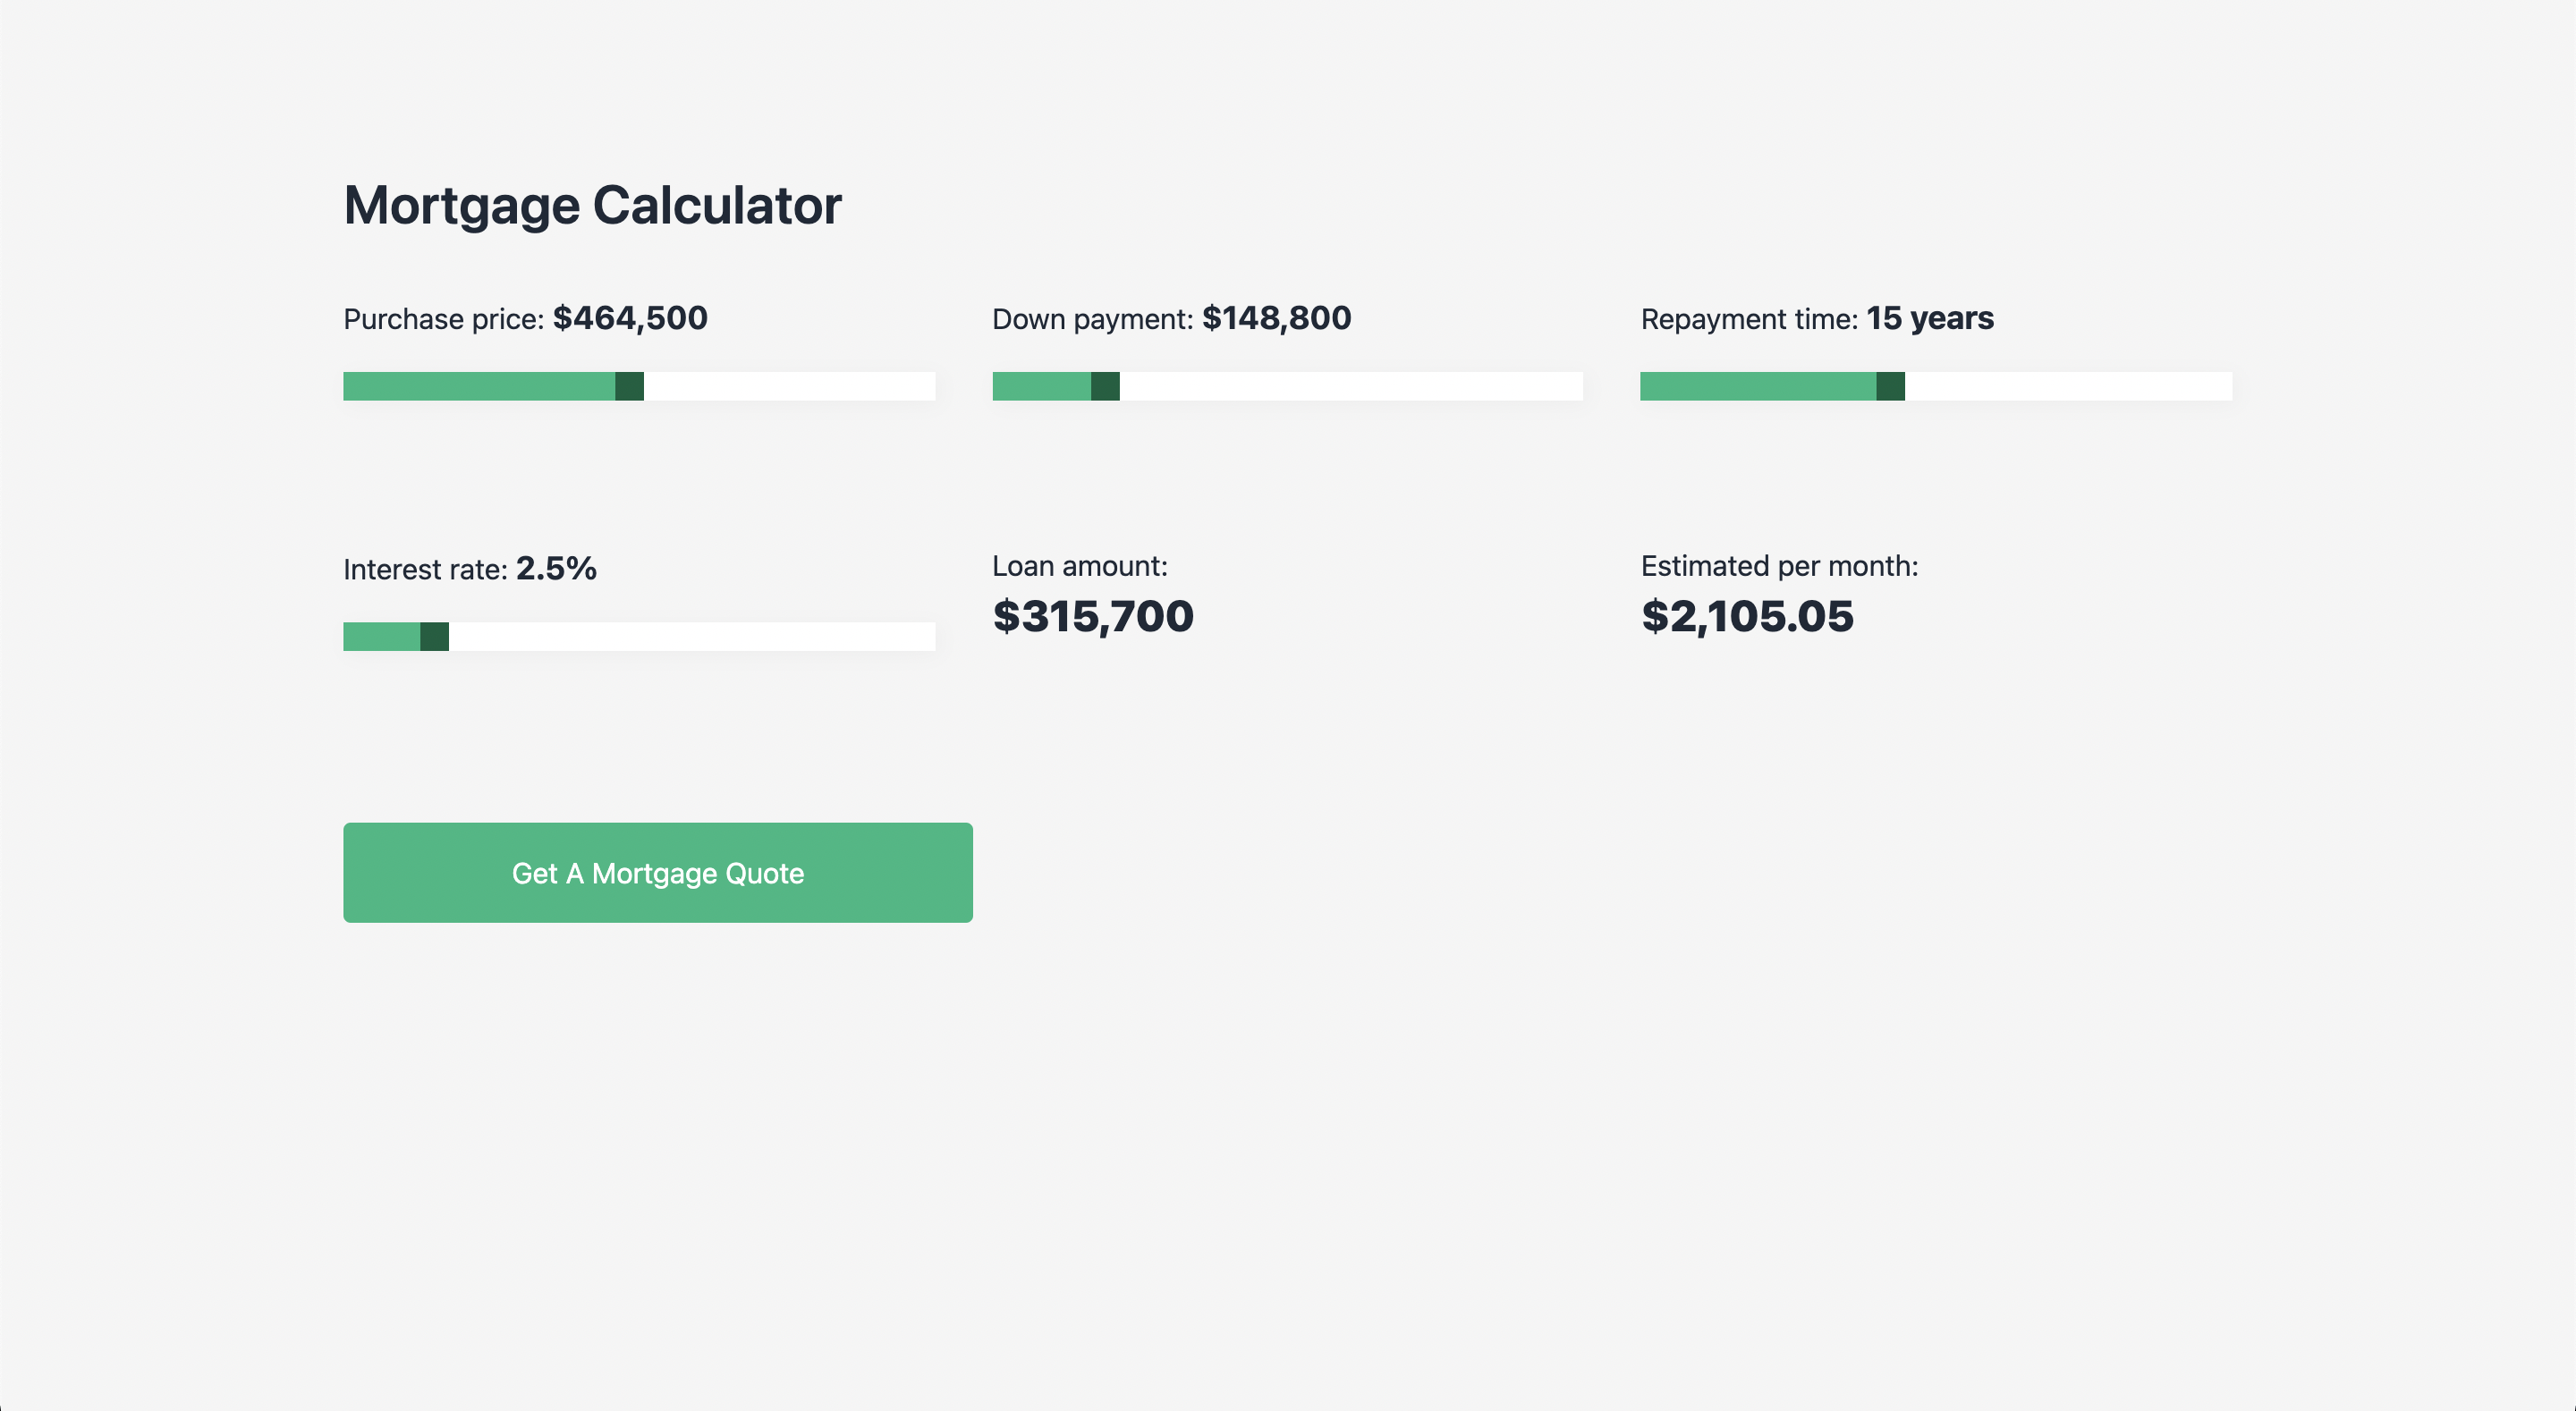 Mortgage Calculator
Purchase price: $464,500
Down payment: $148,800
Repayment time: 15 years
Interest rate: 2.5%
Loan amount:
$315,700
Estimated per month:
$2,105.05
Get A Mortgage Quote